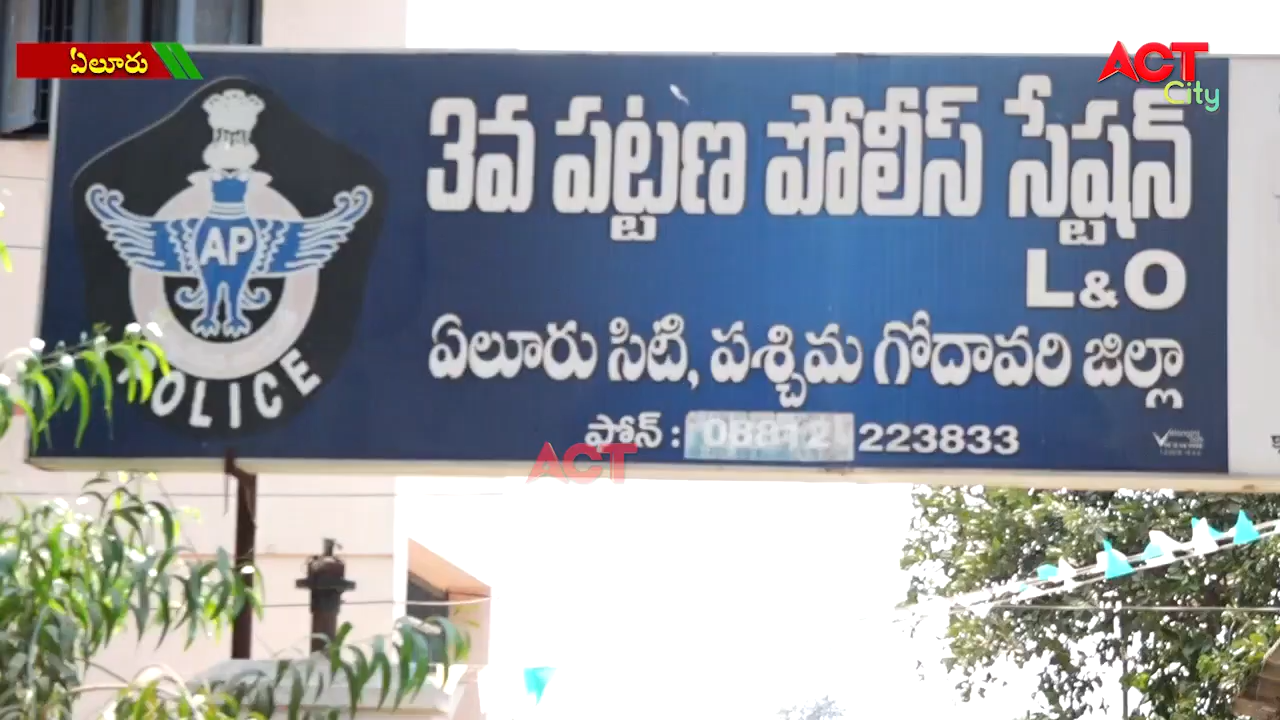 ఏలూరు
ACT
City
3వ పట్టణ పోలీస్ స్టేషన్
L&O
AP
POLICE
ఏలూరు సిటీ, పశ్చిమ గోదావరి జిల్లా
ఫోన్ : 08812 223833
ACT